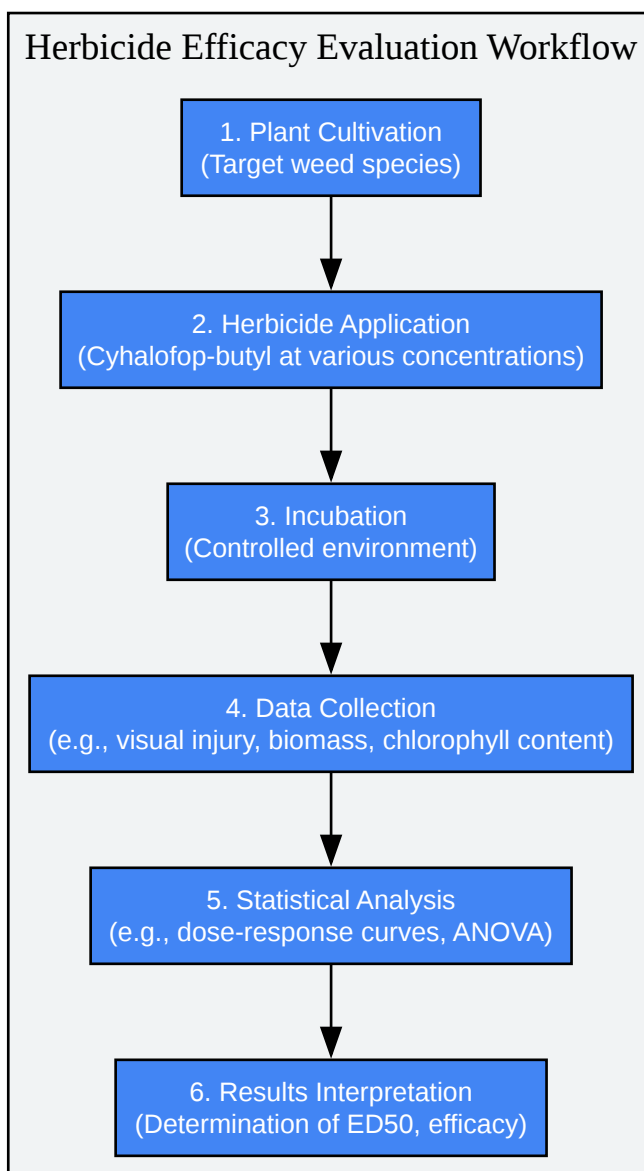 Herbicide Efficacy Evaluation Workflow
1. Plant Cultivation
(Target weed species)
2. Herbicide Application
(Cyhalofop-butyl at various concentrations)
3. Incubation
(Controlled environment)
4. Data Collection
(e.g., visual injury, biomass, chlorophyll content)
5. Statistical Analysis
(e.g., dose-response curves, ANOVA)
6. Results Interpretation
(Determination of ED50, efficacy)